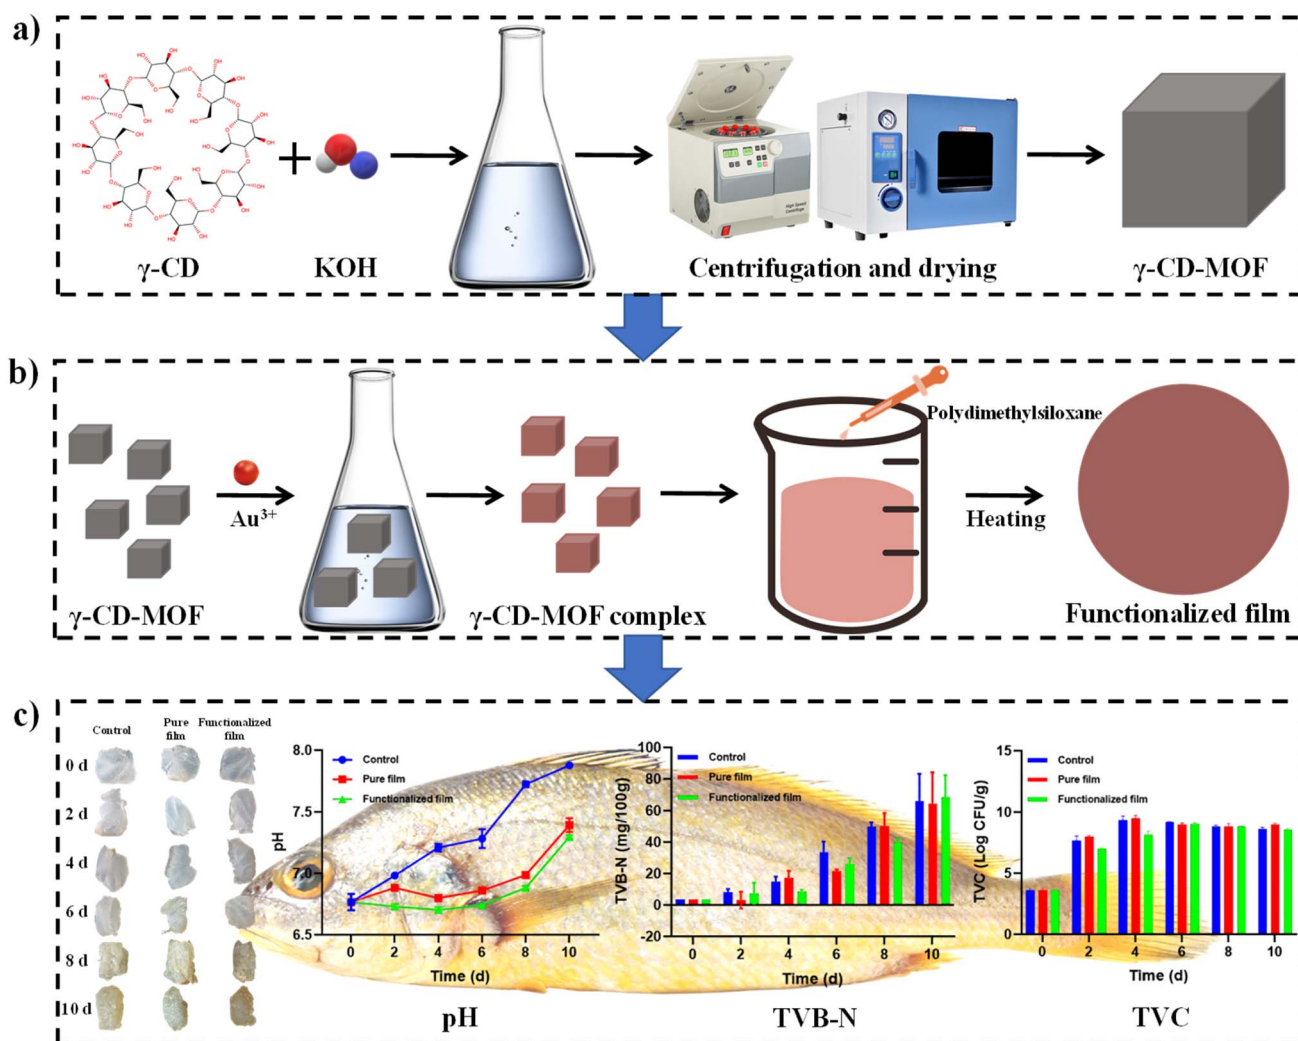 a)
γ-CD
+
KOH
High Speed
Centrifuge
Centrifugation and drying
γ-CD-MOF
b)
γ-CD-MOF
Au³⁺
γ-CD-MOF complex
Polydimethylsiloxane
Heating
Functionalized film
c)
Control
Pure
film
Functionalized
film
0 d
2 d
4 d
6 d
8 d
10 d
8.0
7.5
7.0
6.5
pH
Control
Pure film
Functionalized film
0 2 4 6 8 10
Time (d)
pH
100
80
60
40
20
0
-20
TVB-N (mg/100g)
Control
Pure film
Functionalized film
0 2 4 6 8 10
Time (d)
TVB-N
15
10
5
0
TVC (Log CFU/g)
Control
Pure film
Functionalized film
0 2 4 6 8 10
Time (d)
TVC